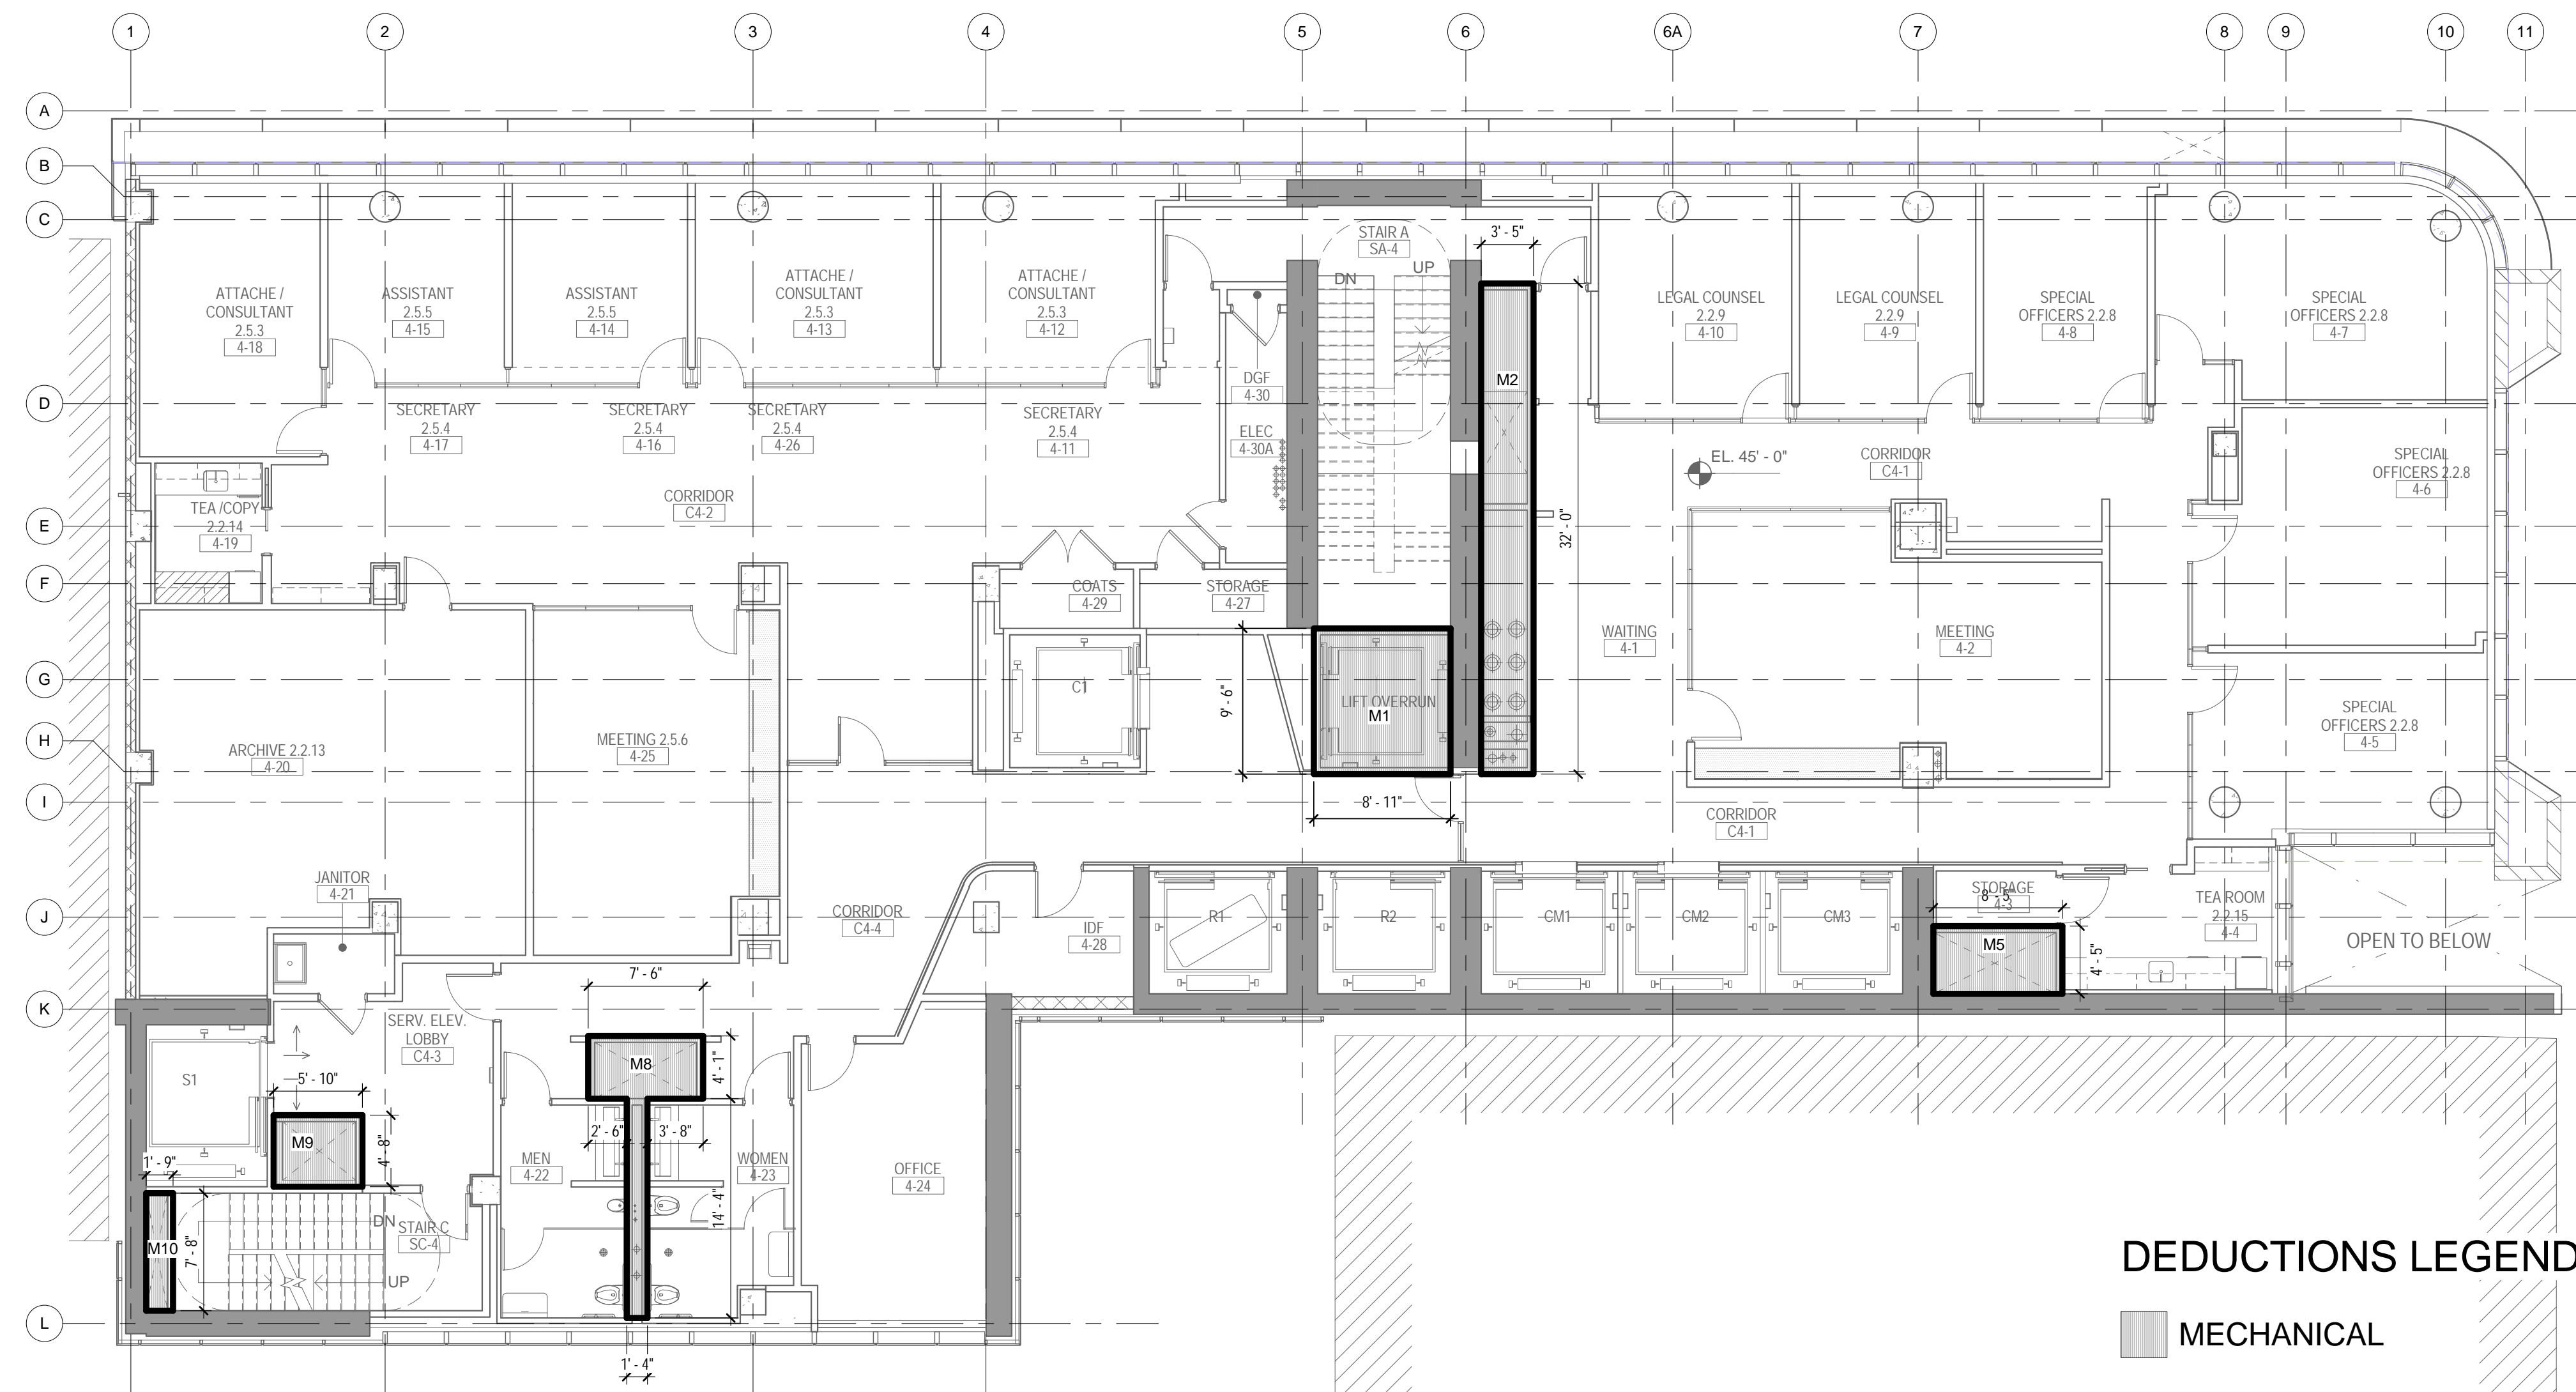 1
2
3
4
5
6
6A
7
8
9
10
11
A
B
C
D
E
F
G
H
I
J
K
L
ATTACHE /
CONSULTANT
2.5.3
4-18
ASSISTANT
2.5.5
4-15
ASSISTANT
2.5.5
4-14
ATTACHE /
CONSULTANT
2.5.3
4-13
ATTACHE /
CONSULTANT
2.5.3
4-12
STAIR A
SA-4
DN
UP
3' - 5"
M2
32' - 0"
LEGAL COUNSEL
2.2.9
4-10
LEGAL COUNSEL
2.2.9
4-9
SPECIAL
OFFICERS 2.2.8
4-8
SPECIAL
OFFICERS 2.2.8
4-7
DGF
4-30
ELEC
4-30A
SECRETARY
2.5.4
4-17
SECRETARY
2.5.4
4-16
SECRETARY
2.5.4
4-26
SECRETARY
2.5.4
4-11
EL. 45' - 0"
CORRIDOR
C4-1
SPECIAL
OFFICERS 2.2.8
4-6
TEA /COPY
2.2.14
4-19
CORRIDOR
C4-2
COATS
4-29
STORAGE
4-27
WAITING
4-1
MEETING
4-2
C1
9' - 6"
LIFT OVERRUN
M1
8' - 11"
ARCHIVE 2.2.13
4-20
MEETING 2.5.6
4-25
SPECIAL
OFFICERS 2.2.8
4-5
CORRIDOR
C4-1
JANITOR
4-21
CORRIDOR
C4-4
IDF
4-28
R1
R2
CM1
CM2
CM3
STORAGE
4-3
8' - 5"
M5
4' - 5"
TEA ROOM
2.2.15
4-4
OPEN TO BELOW
SERV. ELEV.
LOBBY
C4-3
S1
5' - 10"
M9
4' - 8"
1' - 9"
7' - 6"
M8
4' - 1"
2' - 6"
3' - 8"
MEN
4-22
WOMEN
4-23
14' - 4"
OFFICE
4-24
M10
7' - 8"
DN
STAIR C
SC-4
UP
1' - 4"
DEDUCTIONS LEGEND
MECHANICAL